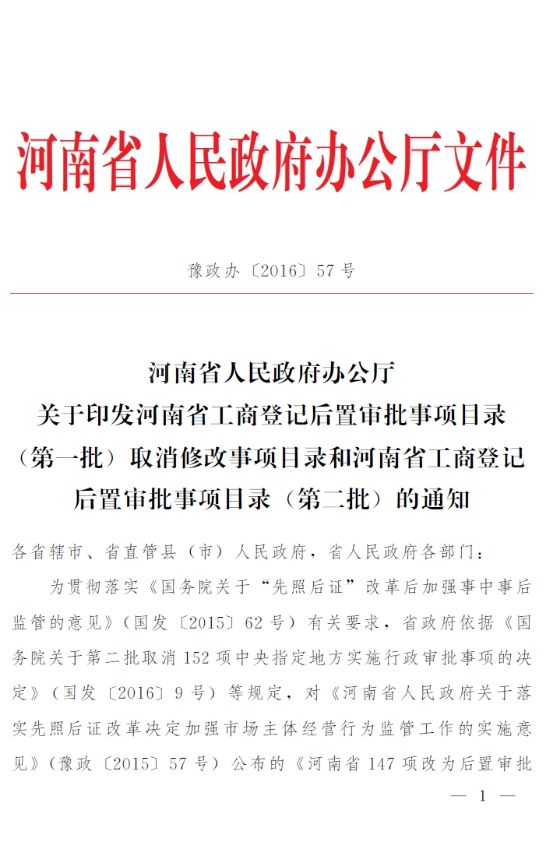 河南省人民政府办公厅文件
豫政办〔2016〕57号
河南省人民政府办公厅
关于印发河南省工商登记后置审批事项目录
（第一批）取消修改事项目录和河南省工商登记
后置审批事项目录（第二批）的通知
各省辖市、省直管县（市）人民政府，省人民政府各部门：
为贯彻落实《国务院关于“先照后证”改革后加强事中事后
监管的意见》（国发〔2015〕62号）有关要求，省政府依据《国
务院关于第二批取消152项中央指定地方实施行政审批事项的决
定》（国发〔2016〕9号）等规定，对《河南省人民政府关于落
实先照后证改革决定加强市场主体经营行为监管工作的实施意
见》（豫政〔2015〕57号）公布的《河南省147项改为后置审批
— 1 —